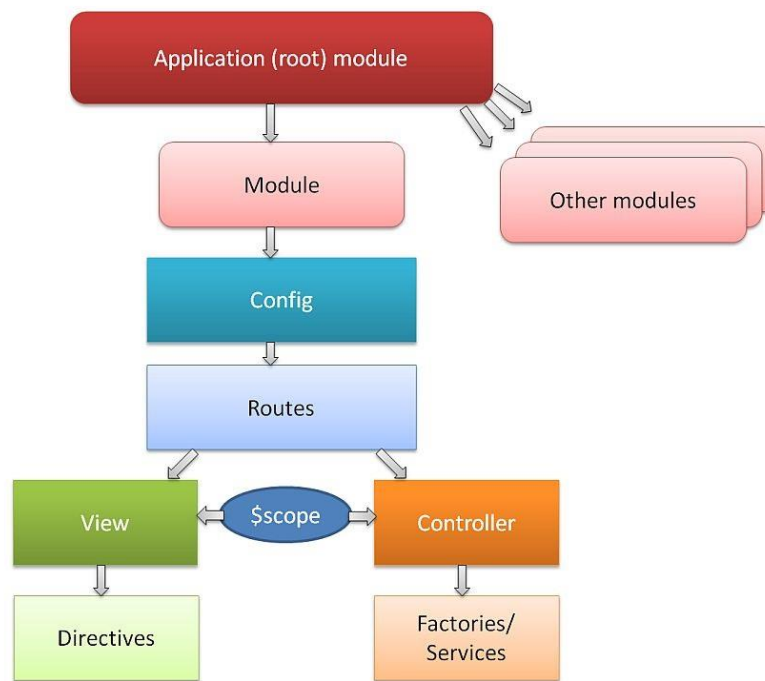 Application (root) module
Module
Other modules
Config
Routes
View
$scope
Controller
Directives
Factories/
Services